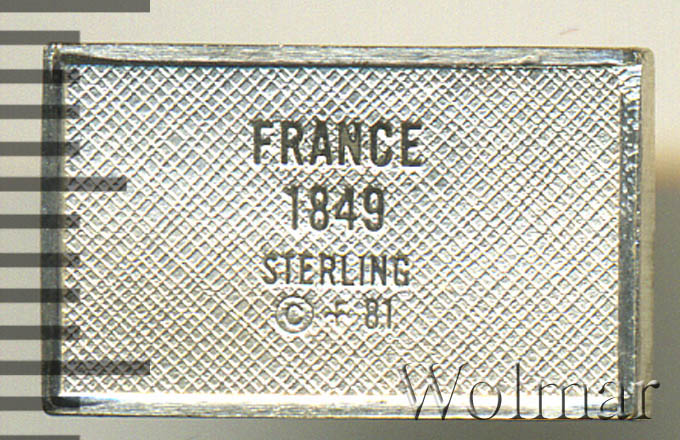 FRANCE
1849
STERLING
© F 81
Wolmar